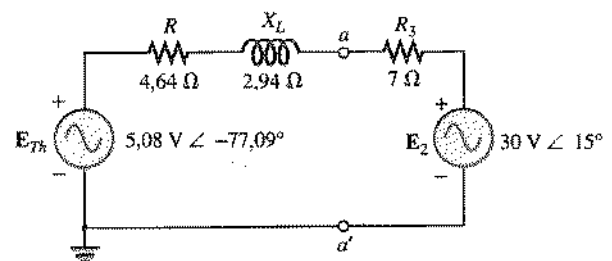 R X_L a R_3
4,64 Ω 2,94 Ω 7 Ω
+ +
E_Th 5,08 V ∠ −77,09° E_2 30 V ∠ 15°
− −
a'